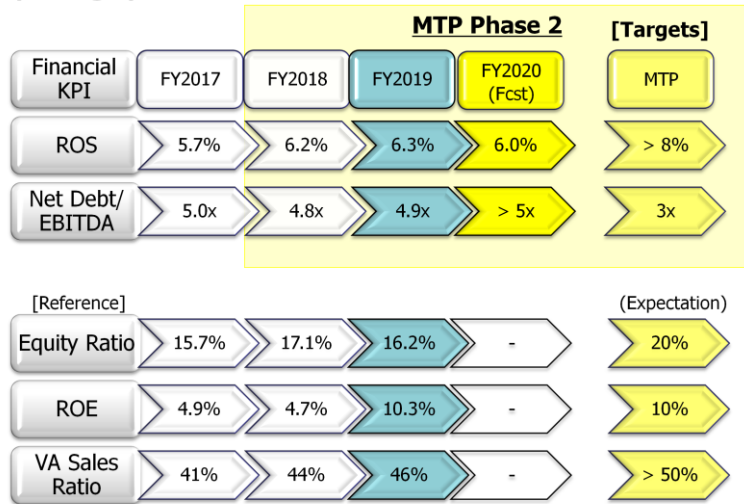 MTP Phase 2 [Targets]
Financial KPI FY2017 FY2018 FY2019 FY2020 (Fcst) MTP
ROS 5.7% 6.2% 6.3% 6.0% > 8%
Net Debt/ EBITDA 5.0x 4.8x 4.9x > 5x 3x
[Reference] (Expectation)
Equity Ratio 15.7% 17.1% 16.2% - 20%
ROE 4.9% 4.7% 10.3% - 10%
VA Sales Ratio 41% 44% 46% - > 50%